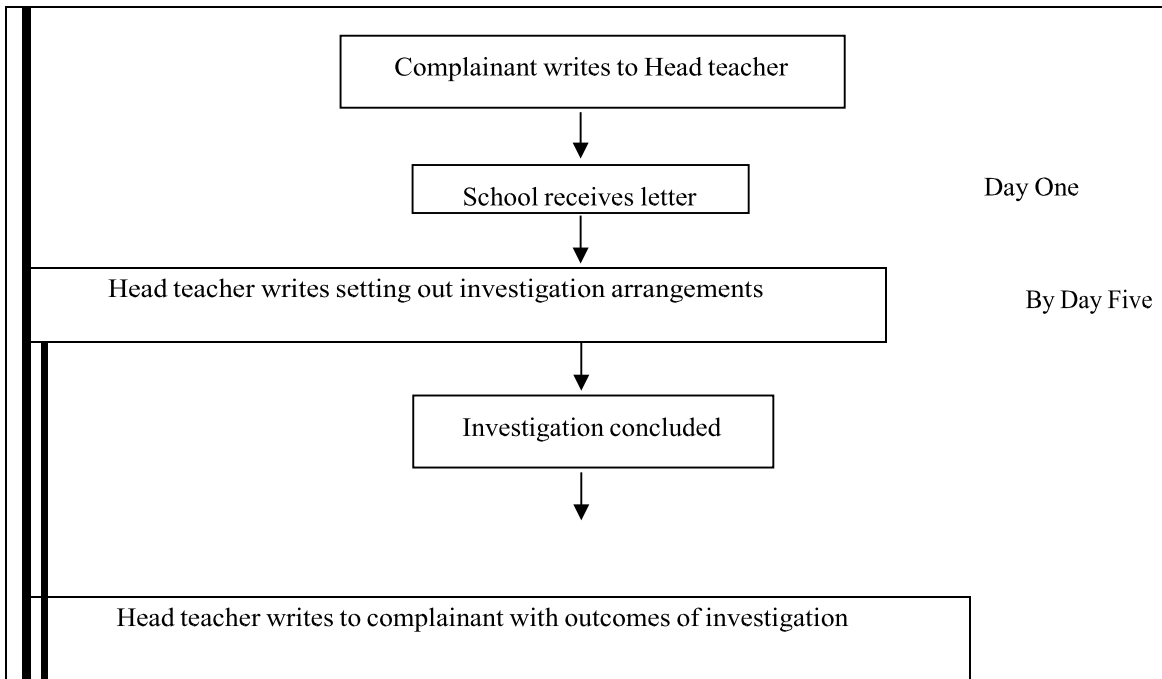 Complainant writes to Head teacher
School receives letter
Day One
Head teacher writes setting out investigation arrangements
By Day Five
Investigation concluded
Head teacher writes to complainant with outcomes of investigation